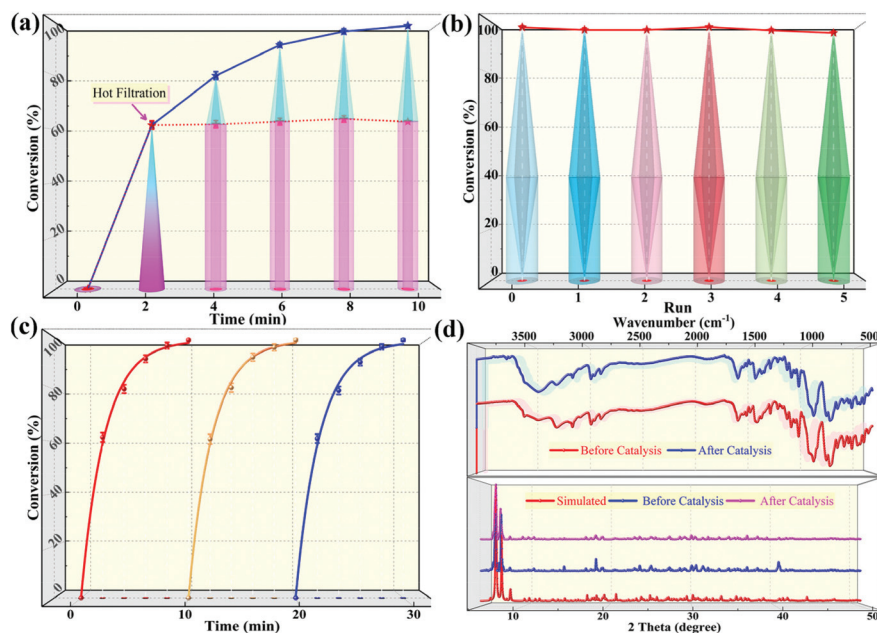 (a)
100
80
60
40
20
0
Conversion (%)
Hot Filtration
0 2 4 6 8 10
Time (min)
(b)
100
80
60
40
20
0
Conversion (%)
0 1 2 3 4 5
Run
(c)
100
80
60
40
20
0
Conversion (%)
0 10 20 30
Time (min)
(d)
Wavenumber (cm⁻¹)
3500 3000 2500 2000 1500 1000 500
Before Catalysis After Catalysis
Simulated Before Catalysis After Catalysis
10 20 30 40 50
2 Theta (degree)